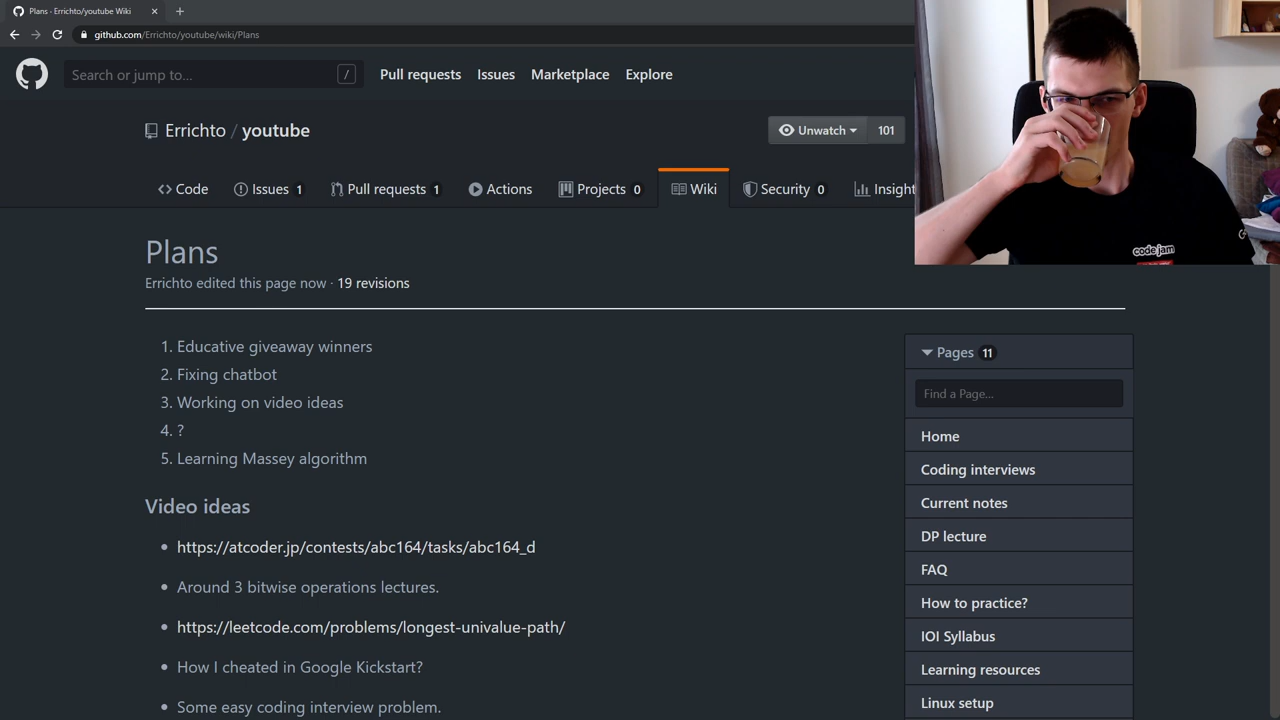 Plans · Errichto/youtube Wiki
github.com/Errichto/youtube/wiki/Plans
Search or jump to...
/
Pull requests
Issues
Marketplace
Explore
Errichto / youtube
Unwatch
101
Code
Issues 1
Pull requests 1
Actions
Projects 0
Wiki
Security 0
Insight
Plans
Errichto edited this page now · 19 revisions
1. Educative giveaway winners
2. Fixing chatbot
3. Working on video ideas
4. ?
5. Learning Massey algorithm
Video ideas
• https://atcoder.jp/contests/abc164/tasks/abc164_d
• Around 3 bitwise operations lectures.
• https://leetcode.com/problems/longest-univalue-path/
• How I cheated in Google Kickstart?
• Some easy coding interview problem.
Pages 11
Find a Page...
Home
Coding interviews
Current notes
DP lecture
FAQ
How to practice?
IOI Syllabus
Learning resources
Linux setup
code jam